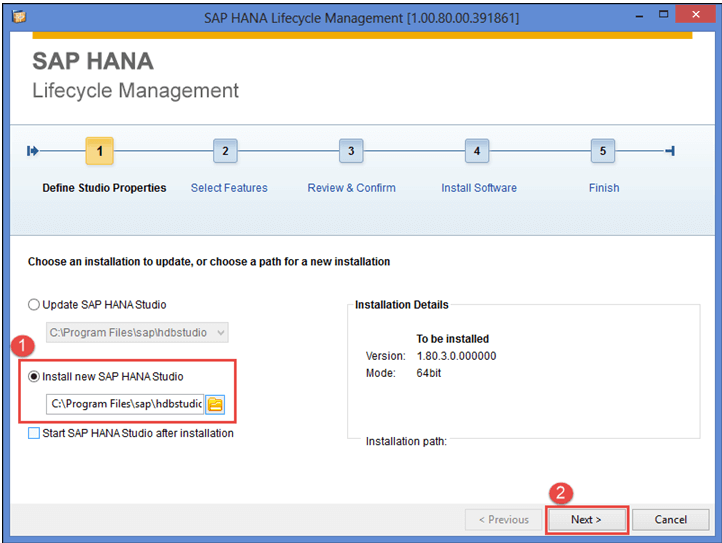 SAP HANA Lifecycle Management [1.00.80.00.391861]
SAP HANA
Lifecycle Management
1 2 3 4 5
Define Studio Properties Select Features Review & Confirm Install Software Finish
Choose an installation to update, or choose a path for a new installation
Update SAP HANA Studio
C:\Program Files\sap\hdbstudio
1
Install new SAP HANA Studio
C:\Program Files\sap\hdbstudio
Start SAP HANA Studio after installation
Installation Details
To be installed
Version: 1.80.3.0.000000
Mode: 64bit
Installation path:
2
< Previous Next > Cancel